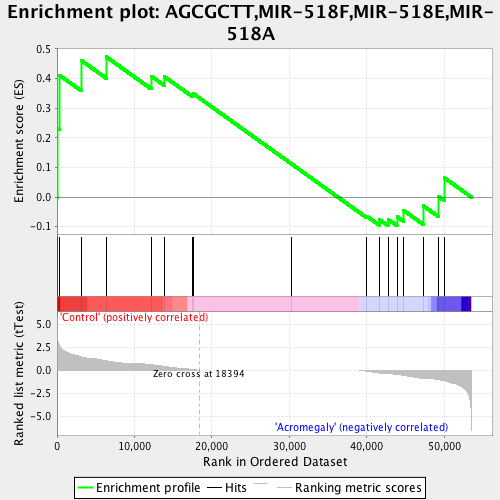 Enrichment plot: AGCGCTT,MIR-518F,MIR-518E,MIR-
518A
Enrichment score (ES)
0.5
0.4
0.3
0.2
0.1
0.0
-0.1
'Control' (positively correlated)
Ranked list metric (tTest)
5.0
2.5
0.0
-2.5
-5.0
Zero cross at 18394
'Acromegaly' (negatively correlated)
0
10,000
20,000
30,000
40,000
50,000
Rank in Ordered Dataset
Enrichment profile
Hits
Ranking metric scores